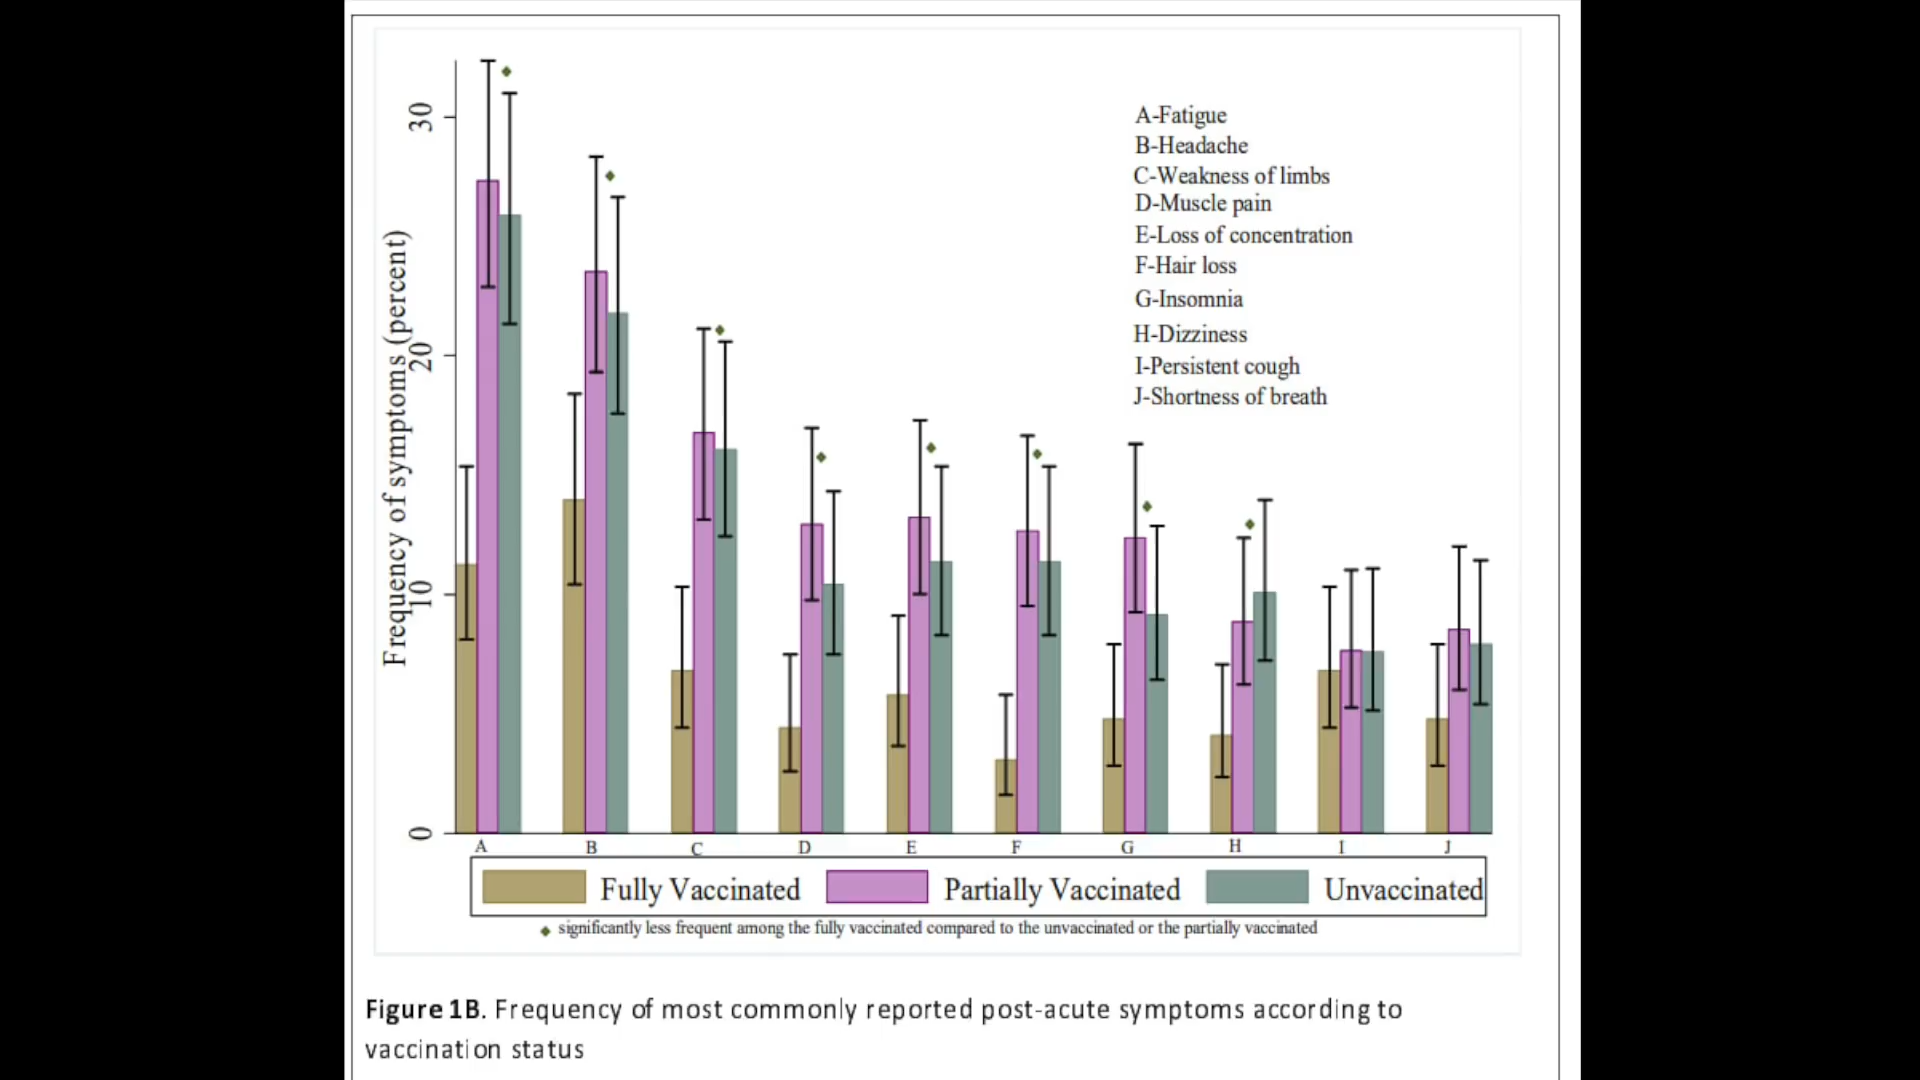 30
20
10
0
Frequency of symptoms (percent)
A-Fatigue
B-Headache
C-Weakness of limbs
D-Muscle pain
E-Loss of concentration
F-Hair loss
G-Insomnia
H-Dizziness
I-Persistent cough
J-Shortness of breath
A B C D E F G H I J
Fully Vaccinated Partially Vaccinated Unvaccinated
significantly less frequent among the fully vaccinated compared to the unvaccinated or the partially vaccinated
Figure 1B. Frequency of most commonly reported post-acute symptoms according to
vaccination status